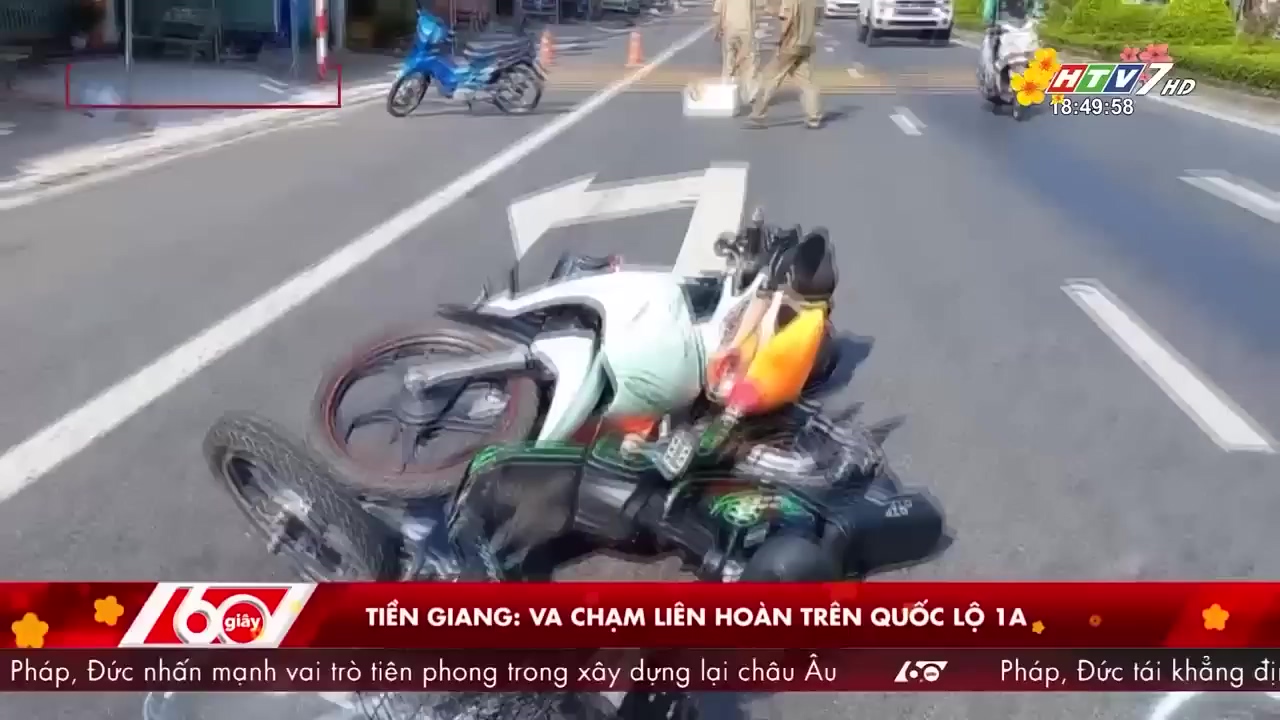 HTV7 HD
18:49:58
60 giây
TIỀN GIANG: VA CHẠM LIÊN HOÀN TRÊN QUỐC LỘ 1A
Pháp, Đức nhấn mạnh vai trò tiên phong trong xây dựng lại châu Âu
Pháp, Đức tái khẳng đị